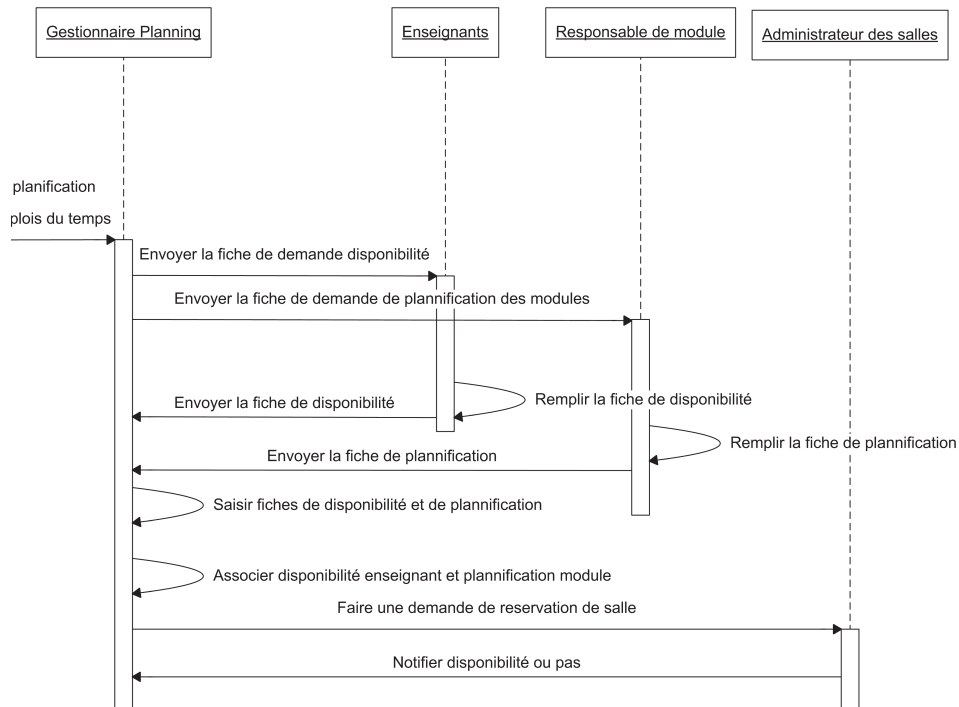 Gestionnaire Planning
Enseignants
Responsable de module
Administrateur des salles
planification
plois du temps
Envoyer la fiche de demande disponibilité
Envoyer la fiche de demande de plannification des modules
Remplir la fiche de disponibilité
Envoyer la fiche de disponibilité
Remplir la fiche de plannification
Envoyer la fiche de plannification
Saisir fiches de disponibilité et de plannification
Associer disponibilité enseignant et plannification module
Faire une demande de reservation de salle
Notifier disponibilité ou pas